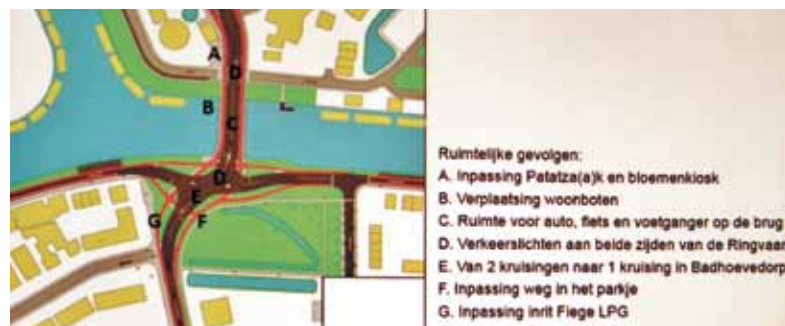 A
D
B
C
D
E
G
F
Ruimtelijke gevolgen:
A. Inpassing Patatza(a)k en bloemenkiosk
B. Verplaatsing woonboten
C. Ruimte voor auto, fiets en voetganger op de brug
D. Verkeerslichten aan beide zijden van de Ringvaar
E. Van 2 kruisingen naar 1 kruising in Badhoevedorp
F. Inpassing weg in het parkje
G. Inpassing inrit Fiege LPG